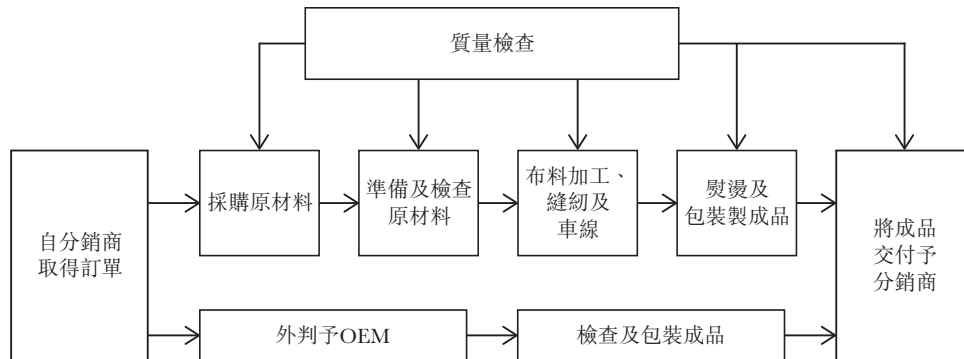 質量檢查
自分銷商
取得訂單
採購原材料
準備及檢查
原材料
布料加工、
縫紉及
車線
熨燙及
包裝製成品
將成品
交付予
分銷商
外判予OEM
檢查及包裝成品